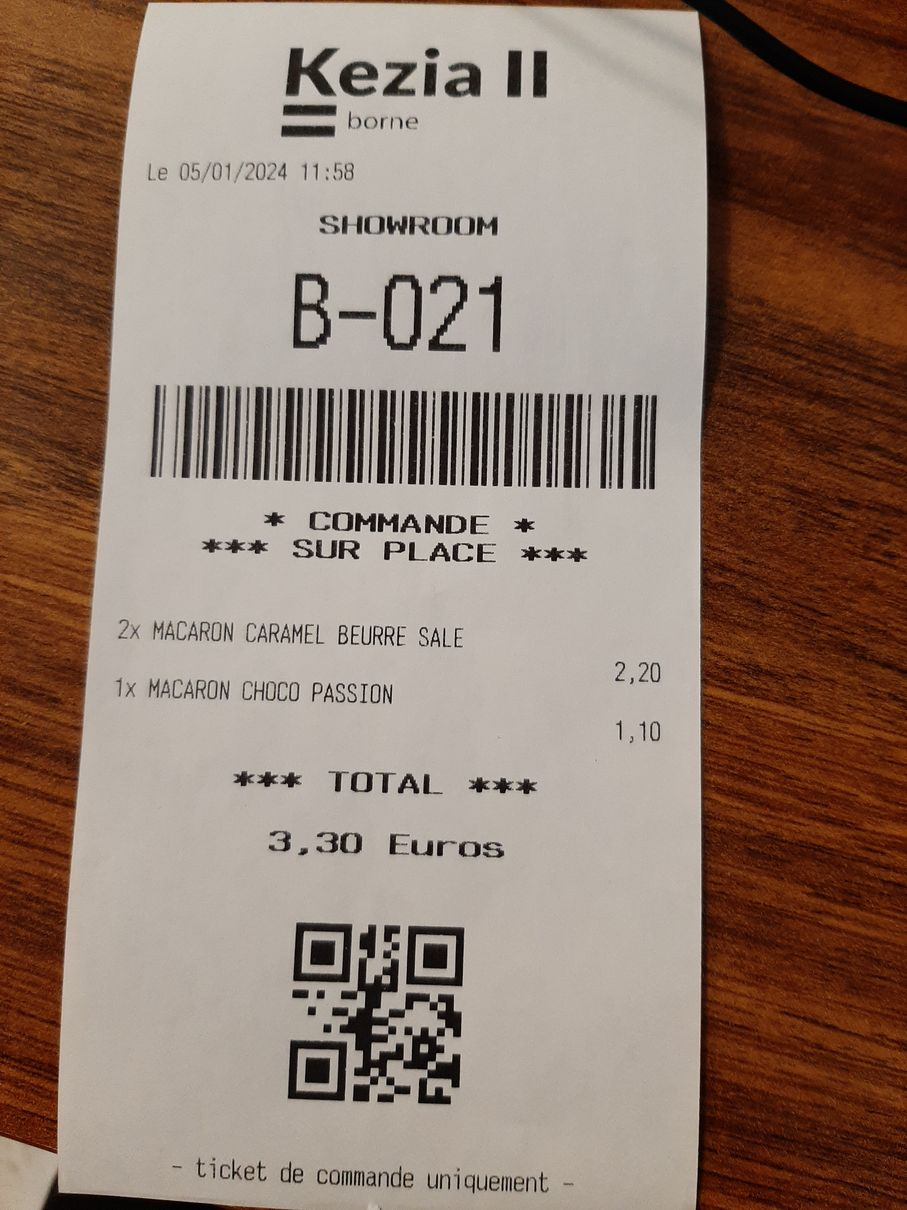 Kezia II
borne
Le 05/01/2024 11:58
SHOWROOM
B-021
* COMMANDE *
*** SUR PLACE ***
2x MACARON CARAMEL BEURRE SALE
2,20
1x MACARON CHOCO PASSION
1,10
*** TOTAL ***
3,30 Euros
- ticket de commande uniquement -